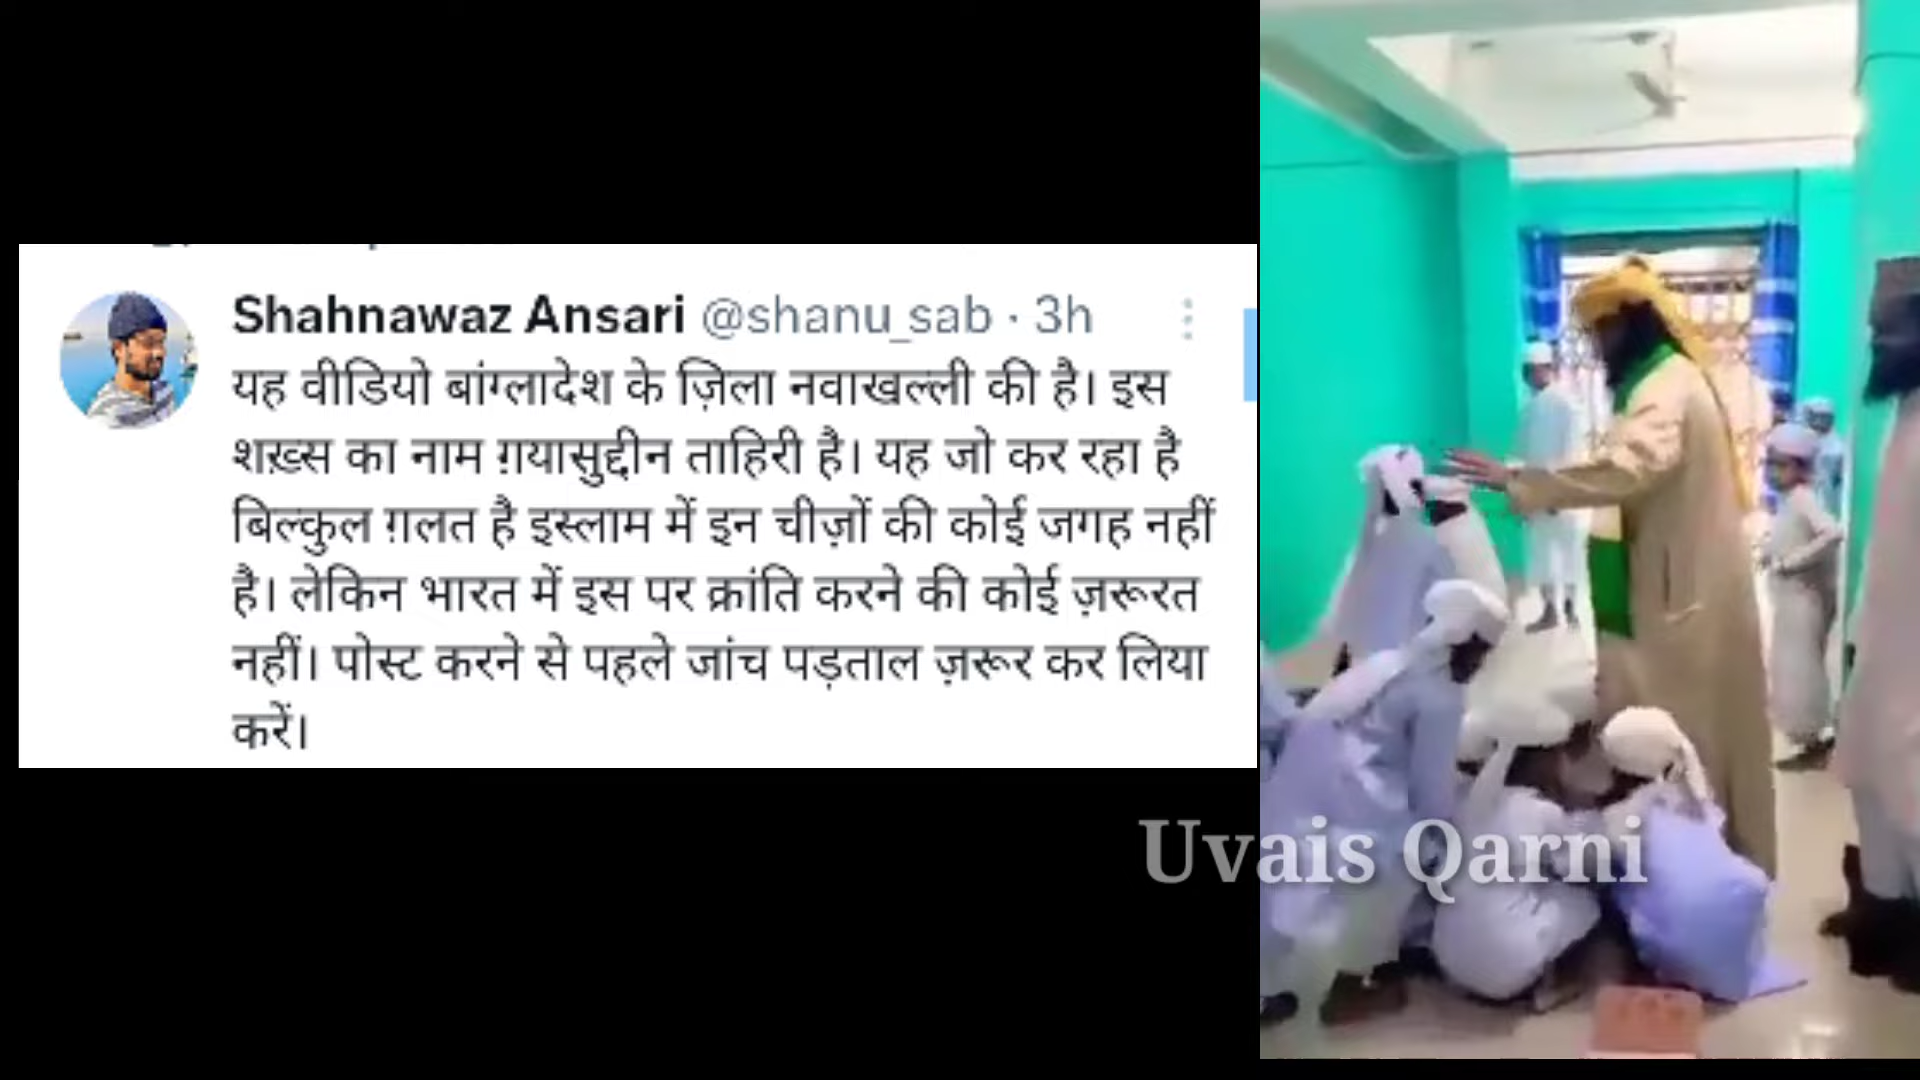 Shahnawaz Ansari @shanu_sab · 3h
यह वीडियो बांग्लादेश के ज़िला नवाखल्ली की है। इस
शख़्स का नाम ग़यासुद्दीन ताहिरी है। यह जो कर रहा है
बिल्कुल ग़लत है इस्लाम में इन चीज़ों की कोई जगह नहीं
है। लेकिन भारत में इस पर क्रांति करने की कोई ज़रूरत
नहीं। पोस्ट करने से पहले जांच पड़ताल ज़रूर कर लिया
करें।
Uvais Qarni